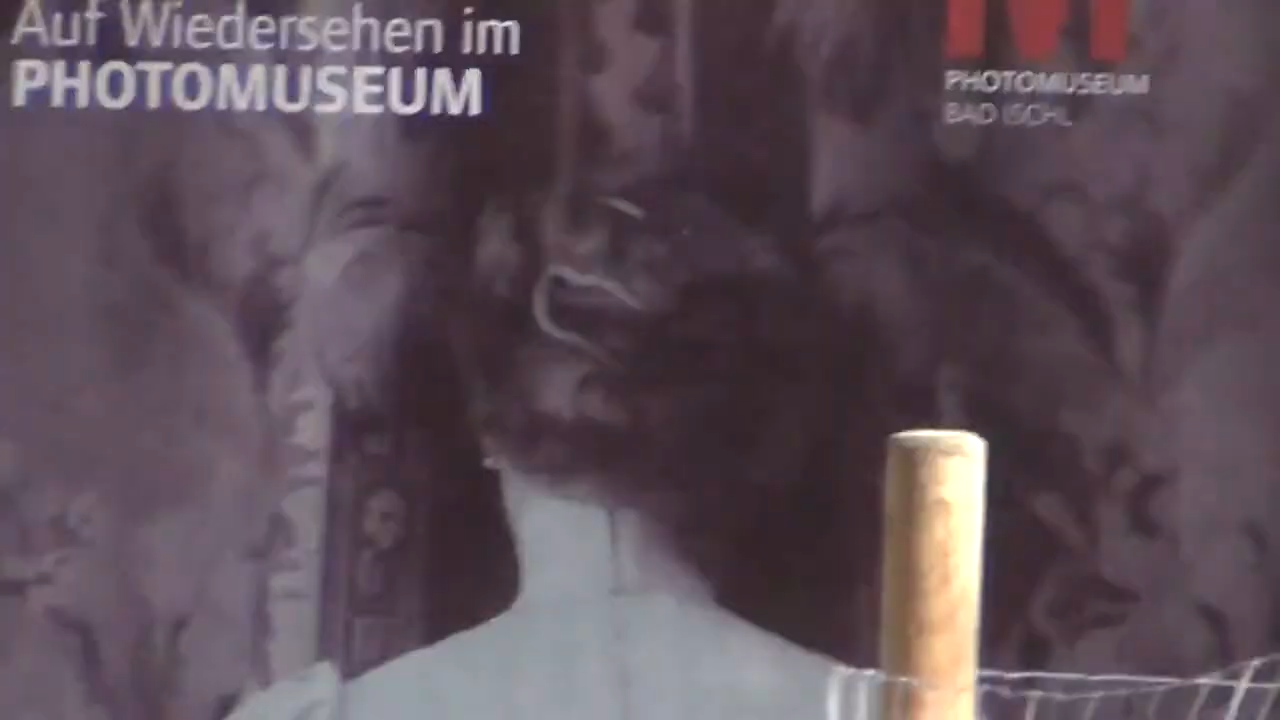 Auf Wiedersehen im
PHOTOMUSEUM
M
PHOTOMUSEUM
BAD ISCHL